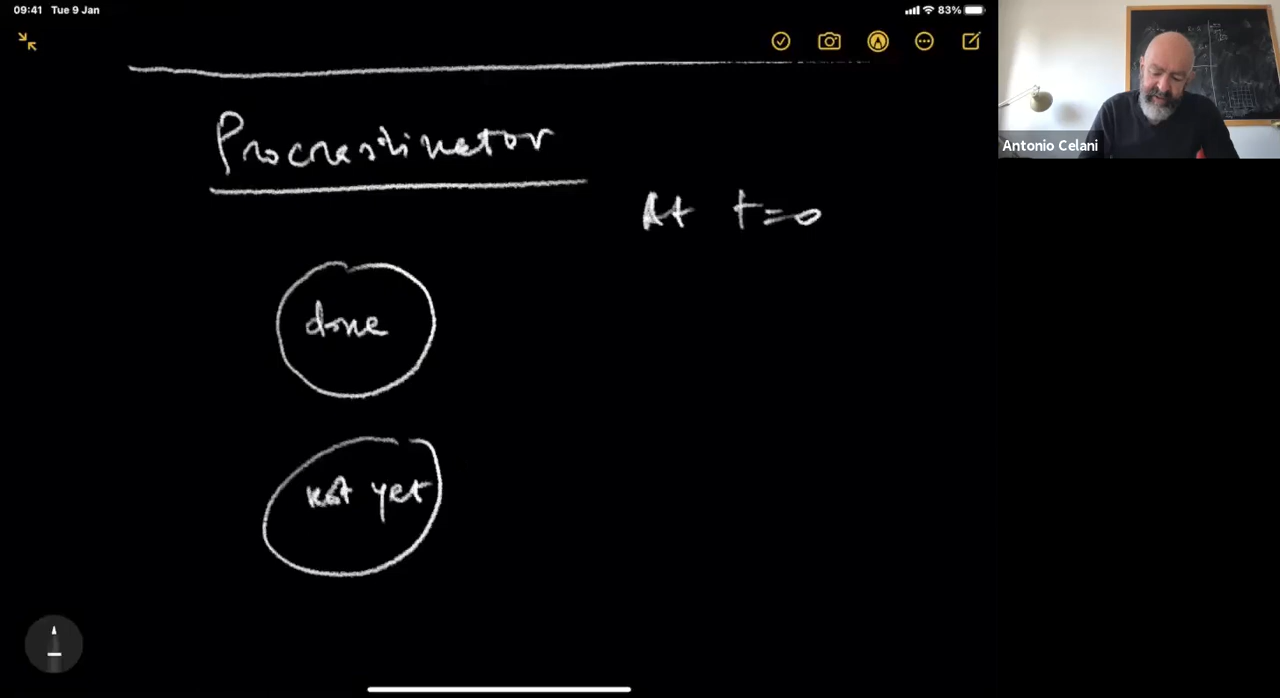 09:41 Tue 9 Jan
83%
Antonio Celani
Procrastinator
At t=0
done
not yet